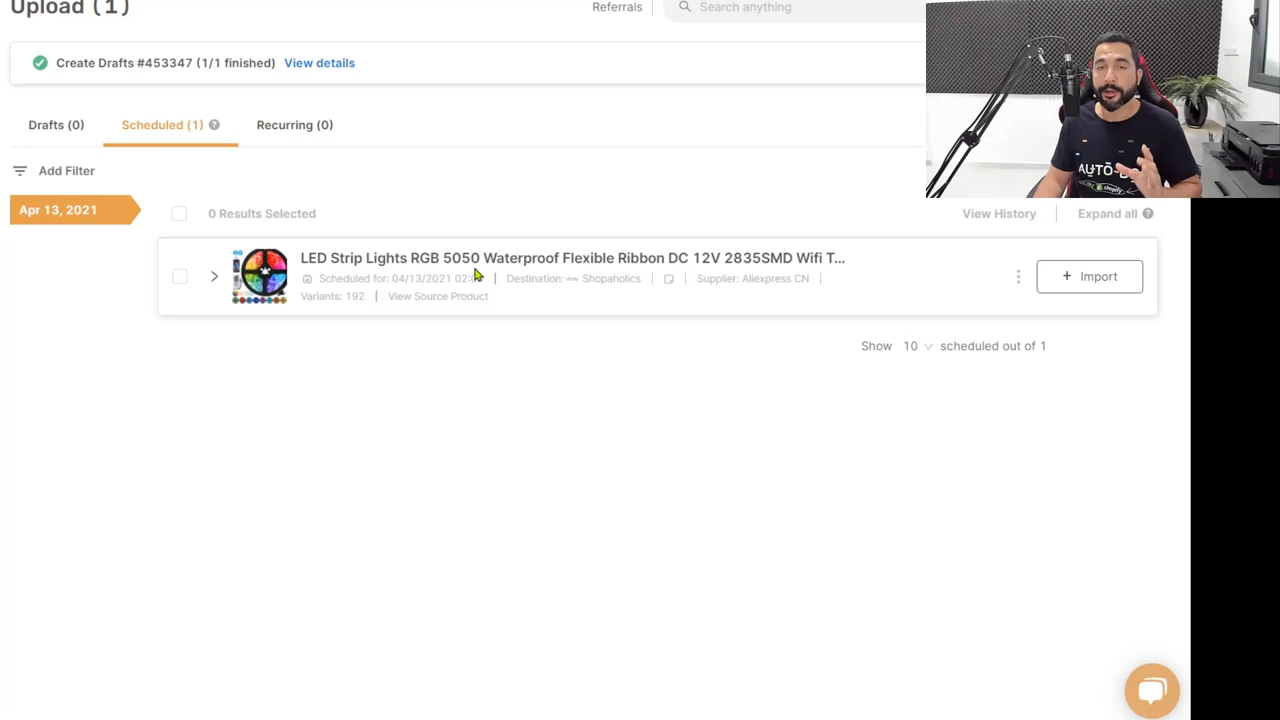 Upload (1)
Referrals
Search anything
Create Drafts #453347 (1/1 finished) View details
Drafts (0)
Scheduled (1)
Recurring (0)
Add Filter
Apr 13, 2021
0 Results Selected
View History
Expand all
LED Strip Lights RGB 5050 Waterproof Flexible Ribbon DC 12V 2835SMD Wifi T...
Scheduled for: 04/13/2021 | Destination: Shopaholics | Supplier: Aliexpress CN |
Variants: 192 | View Source Product
+ Import
Show 10 scheduled out of 1
shopify